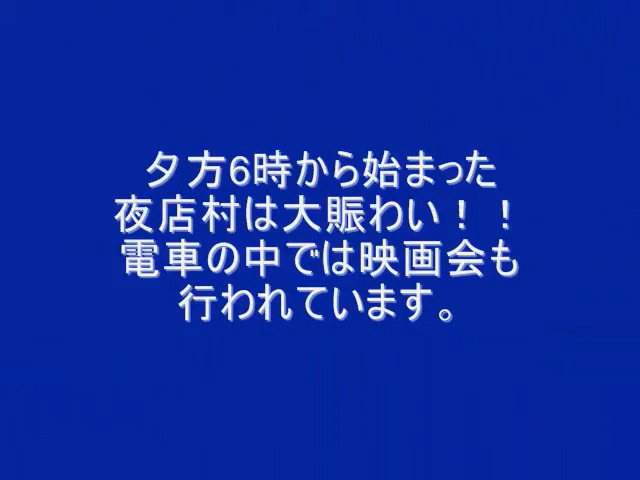 夕方6時から始まった
夜店村は大賑わい！！
電車の中では映画会も
行われています。